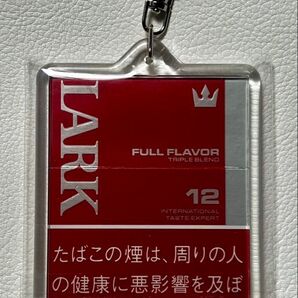 LARK
FULL FLAVOR
TRIPLE BLEND
12
INTERNATIONAL
TASTE EXPERT
たばこの煙は、周りの人
の健康に悪影響を及ぼ